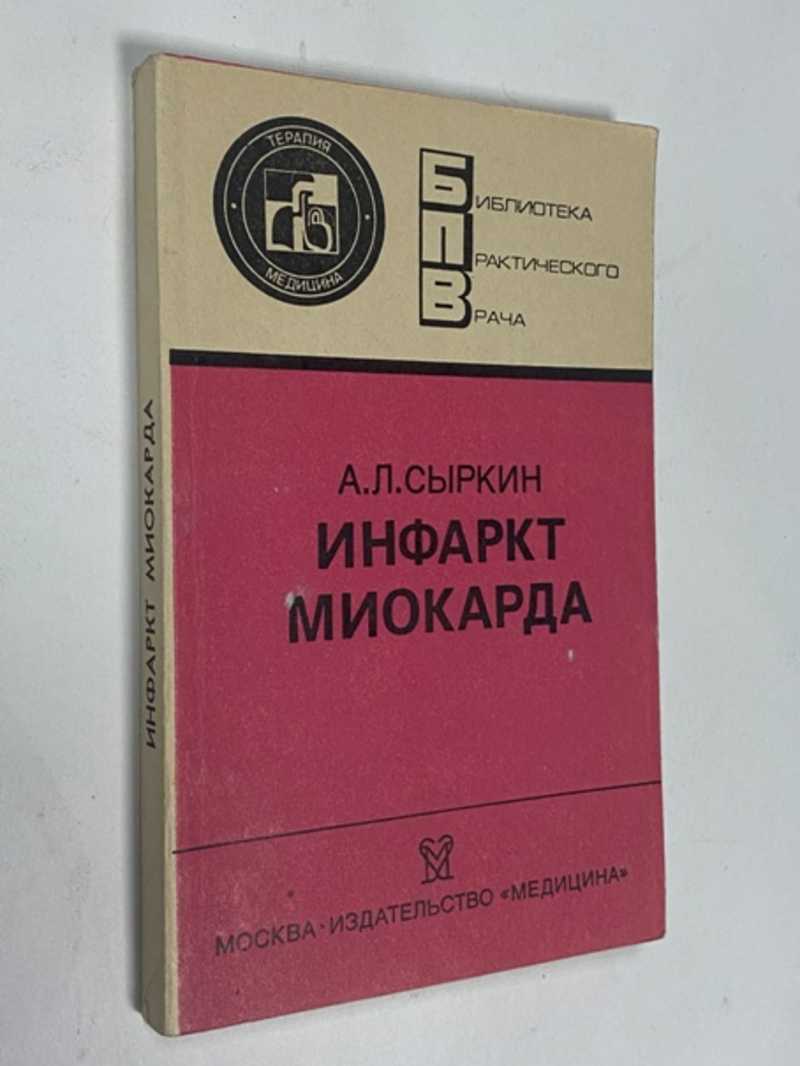 ТЕРАПИЯ
МЕДИЦИНА
БИБЛИОТЕКА
ПРАКТИЧЕСКОГО
ВРАЧА
А.Л.СЫРКИН
ИНФАРКТ
МИОКАРДА
МОСКВА·ИЗДАТЕЛЬСТВО «МЕДИЦИНА»
ИНФАРКТ МИОКАРДА